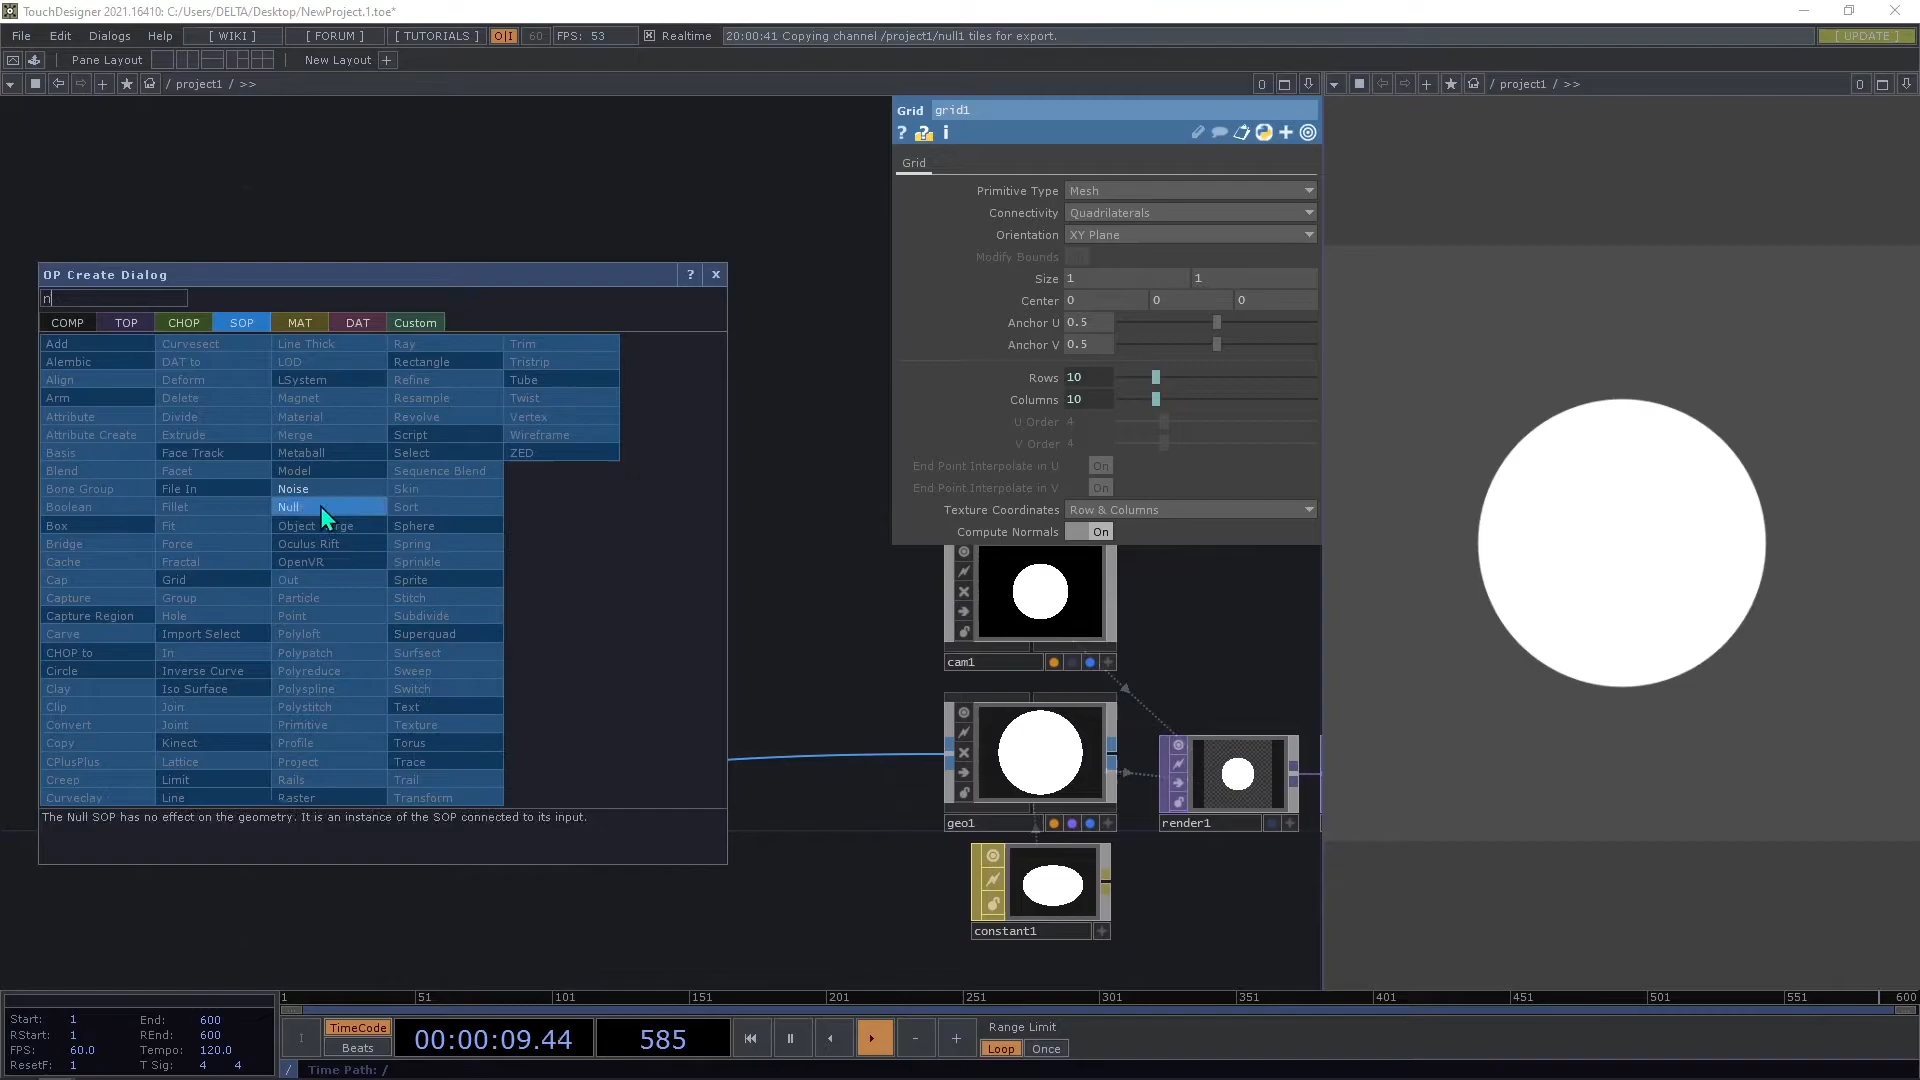 TouchDesigner 2021.16410: C:/Users/DELTA/Desktop/NewProject.1.toe*
File Edit Dialogs Help [ WIKI ] [ FORUM ] [ TUTORIALS ] O|I 60 FPS: 53 Realtime 20:00:41 Copying channel /project1/null1 tiles for export. [ UPDATE ]
Pane Layout New Layout +
/ project1 / >> 0 / project1 / >> 0
Grid grid1
? ? i
Grid
Primitive Type Mesh
Connectivity Quadrilaterals
Orientation XY Plane
Modify Bounds
Size 1 1
Center 0 0 0
Anchor U 0.5
Anchor V 0.5
Rows 10
Columns 10
U Order 4
V Order 4
End Point Interpolate in U On
End Point Interpolate in V On
Texture Coordinates Row & Columns
Compute Normals On
OP Create Dialog ? x
n
COMP TOP CHOP SOP MAT DAT Custom
Add Curvesect Line Thick Ray Trim
Alembic DAT to LOD Rectangle Tristrip
Align Deform LSystem Refine Tube
Arm Delete Magnet Resample Twist
Attribute Divide Material Revolve Vertex
Attribute Create Extrude Merge Script Wireframe
Basis Face Track Metaball Select ZED
Blend Facet Model Sequence Blend
Bone Group File In Noise Skin
Boolean Fillet Null Sort
Box Fit Object Merge Sphere
Bridge Force Oculus Rift Spring
Cache Fractal OpenVR Sprinkle
Cap Grid Out Sprite
Capture Group Particle Stitch
Capture Region Hole Point Subdivide
Carve Import Select Polyloft Superquad
CHOP to In Polypatch Surfsect
Circle Inverse Curve Polyreduce Sweep
Clay Iso Surface Polyspline Switch
Clip Join Polystitch Text
Convert Joint Primitive Texture
Copy Kinect Profile Torus
CPlusPlus Lattice Project Trace
Creep Limit Rails Trail
Curveclay Line Raster Transform
The Null SOP has no effect on the geometry. It is an instance of the SOP connected to its input.
cam1
geo1
render1
constant1
1 51 101 151 201 251 301 351 401 451 501 551 600
Start: 1 End: 600
RStart: 1 REnd: 600
FPS: 60.0 Tempo: 120.0
ResetF: 1 T Sig: 4 4
TimeCode
Beats
00:00:09.44 585
Range Limit
Loop Once
/ Time Path: /